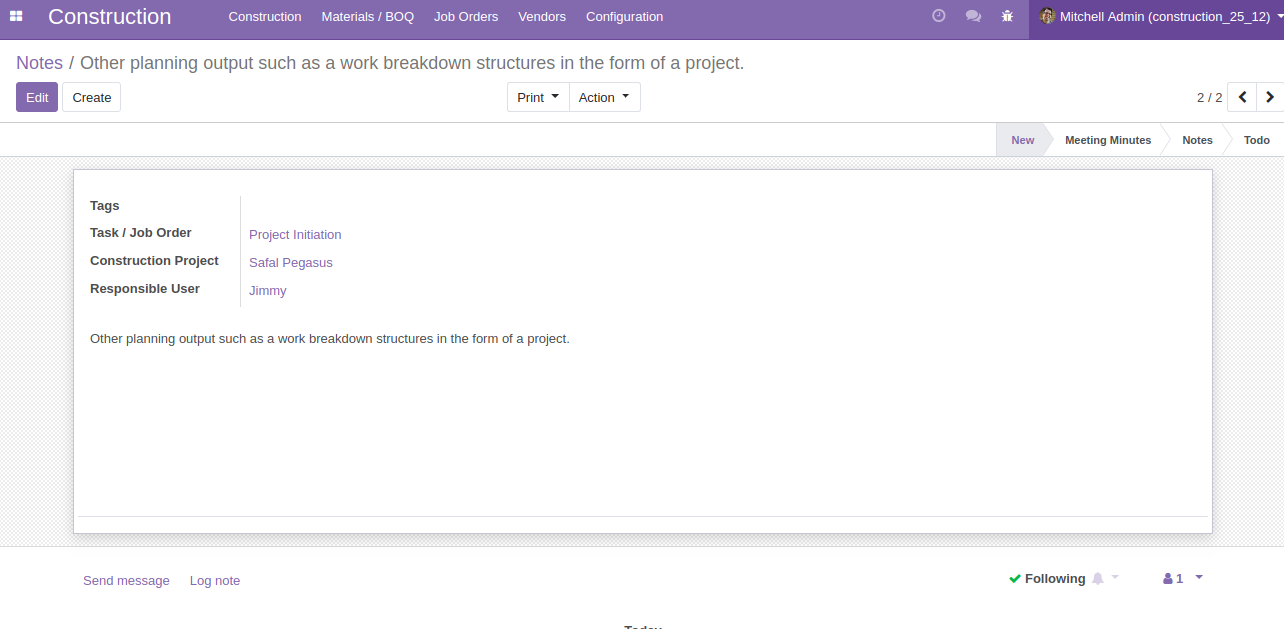 Construction Construction Materials / BOQ Job Orders Vendors Configuration Mitchell Admin (construction_25_12)
Notes / Other planning output such as a work breakdown structures in the form of a project.
Edit Create Print Action 2 / 2
New Meeting Minutes Notes Todo
Tags
Task / Job Order Project Initiation
Construction Project Safal Pegasus
Responsible User Jimmy
Other planning output such as a work breakdown structures in the form of a project.
Send message Log note Following 1
Today